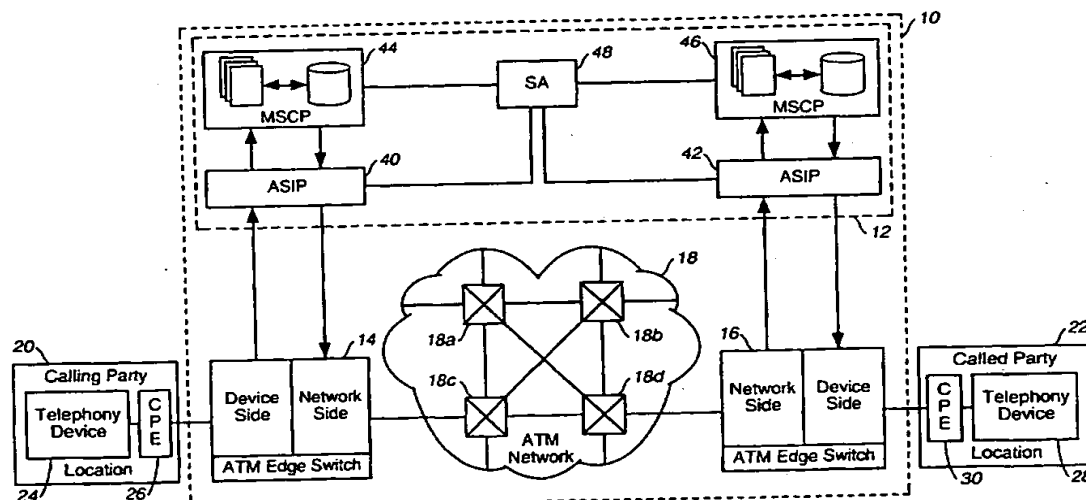 10
44
46
48
SA
MSCP
MSCP
40
42
ASIP
ASIP
12
18
18a
18b
18c
18d
ATM
Network
14
16
20
Calling Party
Telephony
Device
CPE
Location
24
26
Device
Side
Network
Side
ATM Edge Switch
Network
Side
Device
Side
ATM Edge Switch
22
Called Party
CPE
Telephony
Device
Location
30
28